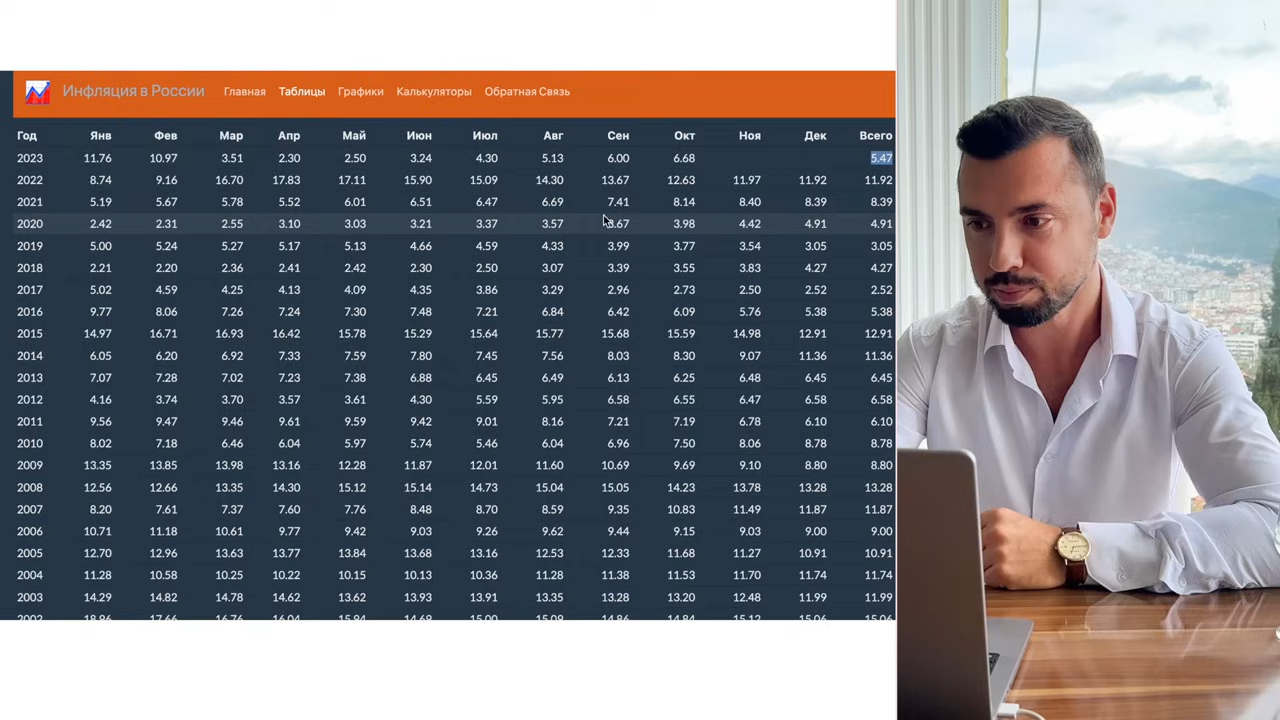 Инфляция в России Главная Таблицы Графики Калькуляторы Обратная Связь
Год Янв Фев Мар Апр Май Июн Июл Авг Сен Окт Ноя Дек Всего
2023 11.76 10.97 3.51 2.30 2.50 3.24 4.30 5.13 6.00 6.68 5.47
2022 8.74 9.16 16.70 17.83 17.11 15.90 15.09 14.30 13.67 12.63 11.97 11.92 11.92
2021 5.19 5.67 5.78 5.52 6.01 6.51 6.47 6.69 7.41 8.14 8.40 8.39 8.39
2020 2.42 2.31 2.55 3.10 3.03 3.21 3.37 3.57 3.67 3.98 4.42 4.91 4.91
2019 5.00 5.24 5.27 5.17 5.13 4.66 4.59 4.33 3.99 3.77 3.54 3.05 3.05
2018 2.21 2.20 2.36 2.41 2.42 2.30 2.50 3.07 3.39 3.55 3.83 4.27 4.27
2017 5.02 4.59 4.25 4.13 4.09 4.35 3.86 3.29 2.96 2.73 2.50 2.52 2.52
2016 9.77 8.06 7.26 7.24 7.30 7.48 7.21 6.84 6.42 6.09 5.76 5.38 5.38
2015 14.97 16.71 16.93 16.42 15.78 15.29 15.64 15.77 15.68 15.59 14.98 12.91 12.91
2014 6.05 6.20 6.92 7.33 7.59 7.80 7.45 7.56 8.03 8.30 9.07 11.36 11.36
2013 7.07 7.28 7.02 7.23 7.38 6.88 6.45 6.49 6.13 6.25 6.48 6.45 6.45
2012 4.16 3.74 3.70 3.57 3.61 4.30 5.59 5.95 6.58 6.55 6.47 6.58 6.58
2011 9.56 9.47 9.46 9.61 9.59 9.42 9.01 8.16 7.21 7.19 6.78 6.10 6.10
2010 8.02 7.18 6.46 6.04 5.97 5.74 5.46 6.04 6.96 7.50 8.06 8.78 8.78
2009 13.35 13.85 13.98 13.16 12.28 11.87 12.01 11.60 10.69 9.69 9.10 8.80 8.80
2008 12.56 12.66 13.35 14.30 15.12 15.14 14.73 15.04 15.05 14.23 13.78 13.28 13.28
2007 8.20 7.61 7.37 7.60 7.76 8.48 8.70 8.59 9.35 10.83 11.49 11.87 11.87
2006 10.71 11.18 10.61 9.77 9.42 9.03 9.26 9.62 9.44 9.15 9.03 9.00 9.00
2005 12.70 12.96 13.63 13.77 13.84 13.68 13.16 12.53 12.33 11.68 11.27 10.91 10.91
2004 11.28 10.58 10.25 10.22 10.15 10.13 10.36 11.28 11.38 11.53 11.70 11.74 11.74
2003 14.29 14.82 14.78 14.62 13.62 13.93 13.91 13.35 13.28 13.20 12.48 11.99 11.99